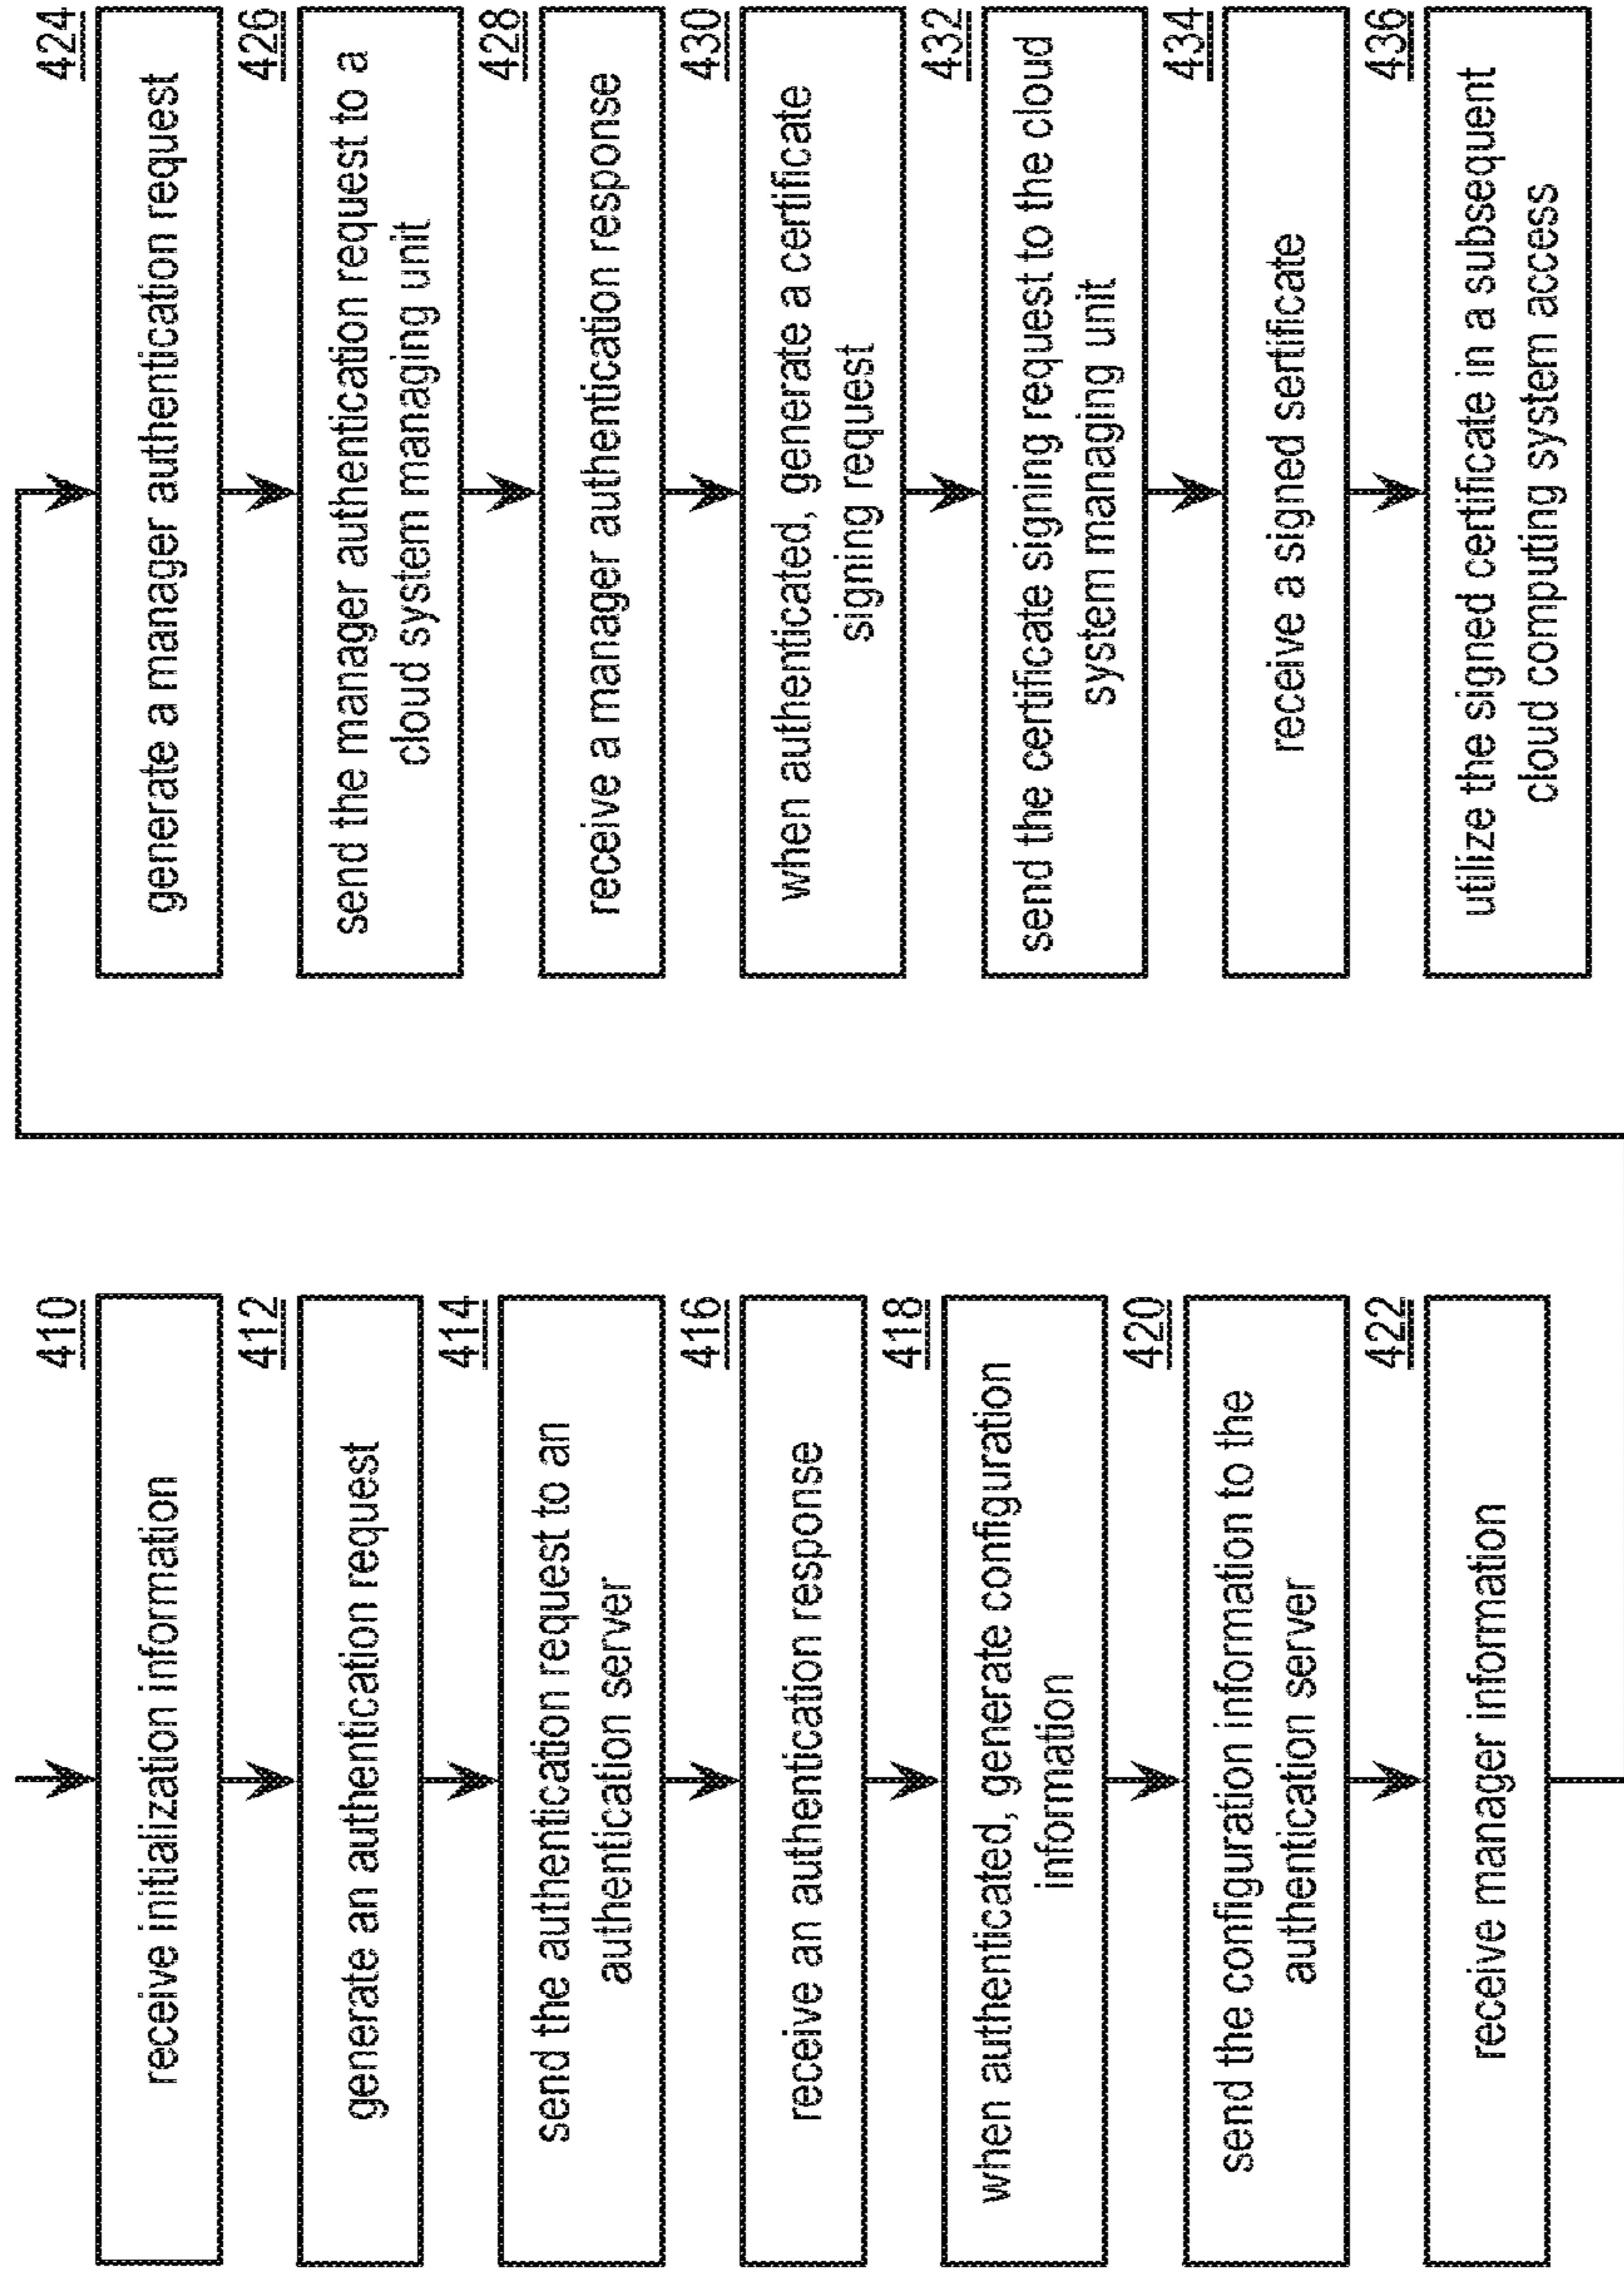 410
receive initialization information
412
generate an authentication request
414
send the authentication request to an
authentication server
416
receive an authentication response
418
when authenticated, generate configuration
information
420
send the configuration information to the
authentication server
422
receive manager information
424
generate a manager authentication request
426
send the manager authentication request to a
cloud system managing unit
428
receive a manager authentication response
430
when authenticated, generate a certificate
signing request
432
send the certificate signing request to the cloud
system managing unit
434
receive a signed sertificate
436
utilize the signed certificate in a subsequent
cloud computing system access